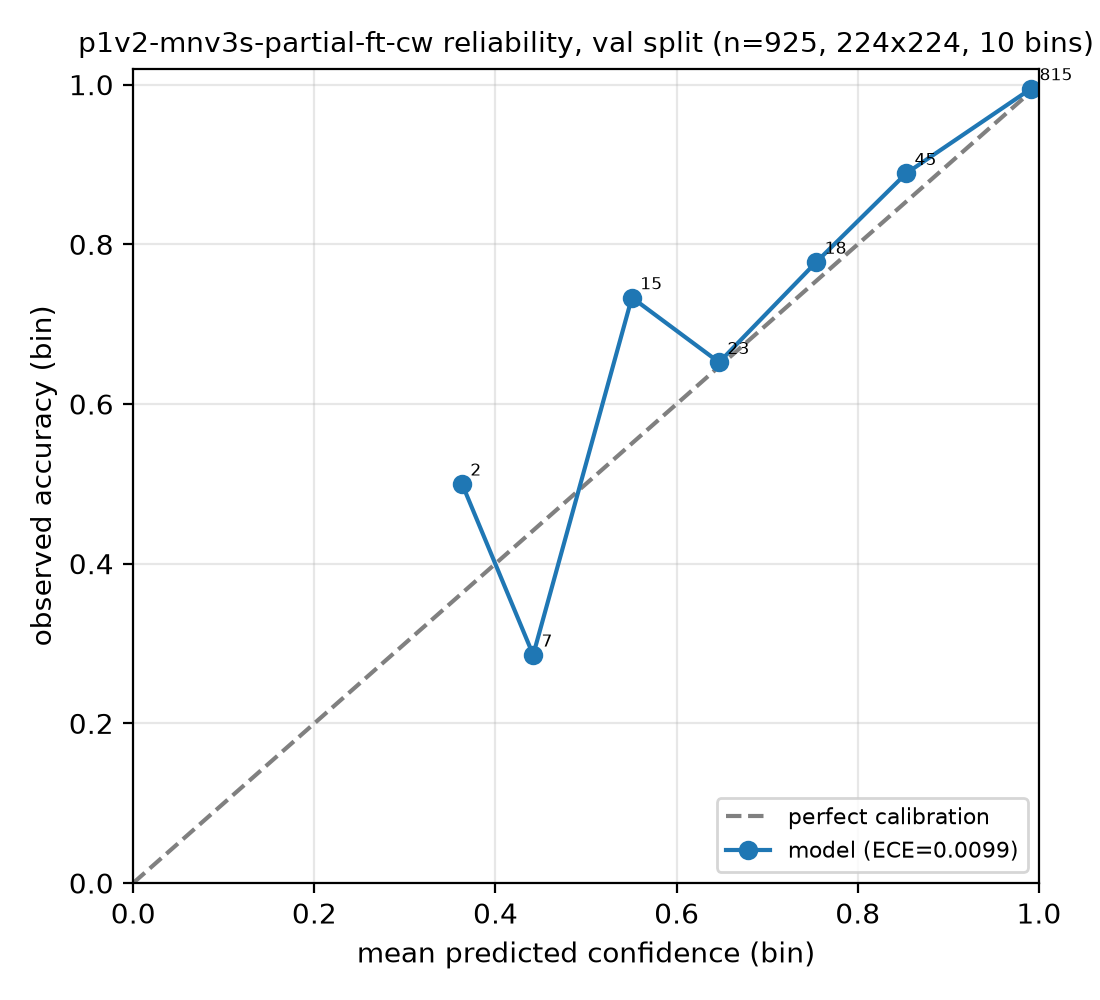 p1v2-mnv3s-partial-ft-cw reliability, val split (n=925, 224x224, 10 bins)
1.0
815
45
0.8
18
15
23
0.6
2
observed accuracy (bin)
0.4
7
0.2
perfect calibration
model (ECE=0.0099)
0.0
0.0 0.2 0.4 0.6 0.8 1.0
mean predicted confidence (bin)